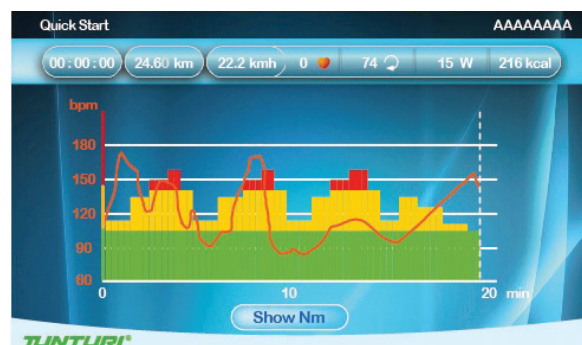 Quick Start AAAAAAAA
00:00:00 24.60 km 22.2 kmh 0 74 15 W 216 kcal
bpm
180
150
120
90
60
0 10 20 min
Show Nm
TUNTURI®